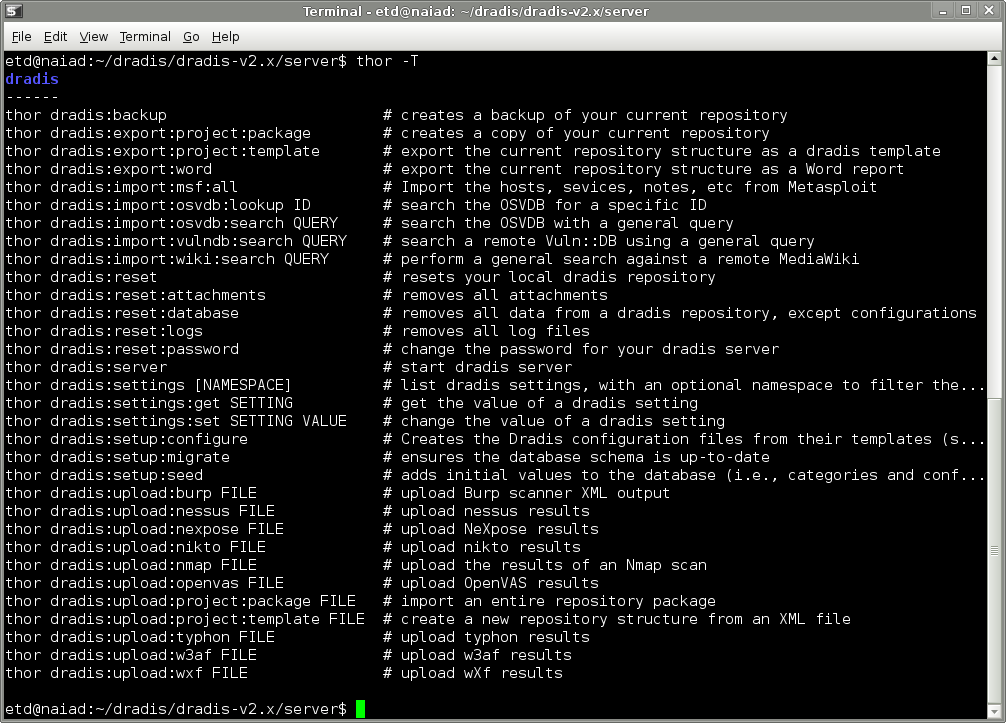 Terminal - etd@naiad: ~/dradis/dradis-v2.x/server
File Edit View Terminal Go Help
etd@naiad:~/dradis/dradis-v2.x/server$ thor -T
dradis
------
thor dradis:backup # creates a backup of your current repository
thor dradis:export:project:package # creates a copy of your current repository
thor dradis:export:project:template # export the current repository structure as a dradis template
thor dradis:export:word # export the current repository structure as a Word report
thor dradis:import:msf:all # Import the hosts, sevices, notes, etc from Metasploit
thor dradis:import:osvdb:lookup ID # search the OSVDB for a specific ID
thor dradis:import:osvdb:search QUERY # search the OSVDB with a general query
thor dradis:import:vulndb:search QUERY # search a remote Vuln::DB using a general query
thor dradis:import:wiki:search QUERY # perform a general search against a remote MediaWiki
thor dradis:reset # resets your local dradis repository
thor dradis:reset:attachments # removes all attachments
thor dradis:reset:database # removes all data from a dradis repository, except configurations
thor dradis:reset:logs # removes all log files
thor dradis:reset:password # change the password for your dradis server
thor dradis:server # start dradis server
thor dradis:settings [NAMESPACE] # list dradis settings, with an optional namespace to filter the...
thor dradis:settings:get SETTING # get the value of a dradis setting
thor dradis:settings:set SETTING VALUE # change the value of a dradis setting
thor dradis:setup:configure # Creates the Dradis configuration files from their templates (s...
thor dradis:setup:migrate # ensures the database schema is up-to-date
thor dradis:setup:seed # adds initial values to the database (i.e., categories and conf...
thor dradis:upload:burp FILE # upload Burp scanner XML output
thor dradis:upload:nessus FILE # upload nessus results
thor dradis:upload:nexpose FILE # upload NeXpose results
thor dradis:upload:nikto FILE # upload nikto results
thor dradis:upload:nmap FILE # upload the results of an Nmap scan
thor dradis:upload:openvas FILE # upload OpenVAS results
thor dradis:upload:project:package FILE # import an entire repository package
thor dradis:upload:project:template FILE # create a new repository structure from an XML file
thor dradis:upload:typhon FILE # upload typhon results
thor dradis:upload:w3af FILE # upload w3af results
thor dradis:upload:wxf FILE # upload wXf results
etd@naiad:~/dradis/dradis-v2.x/server$